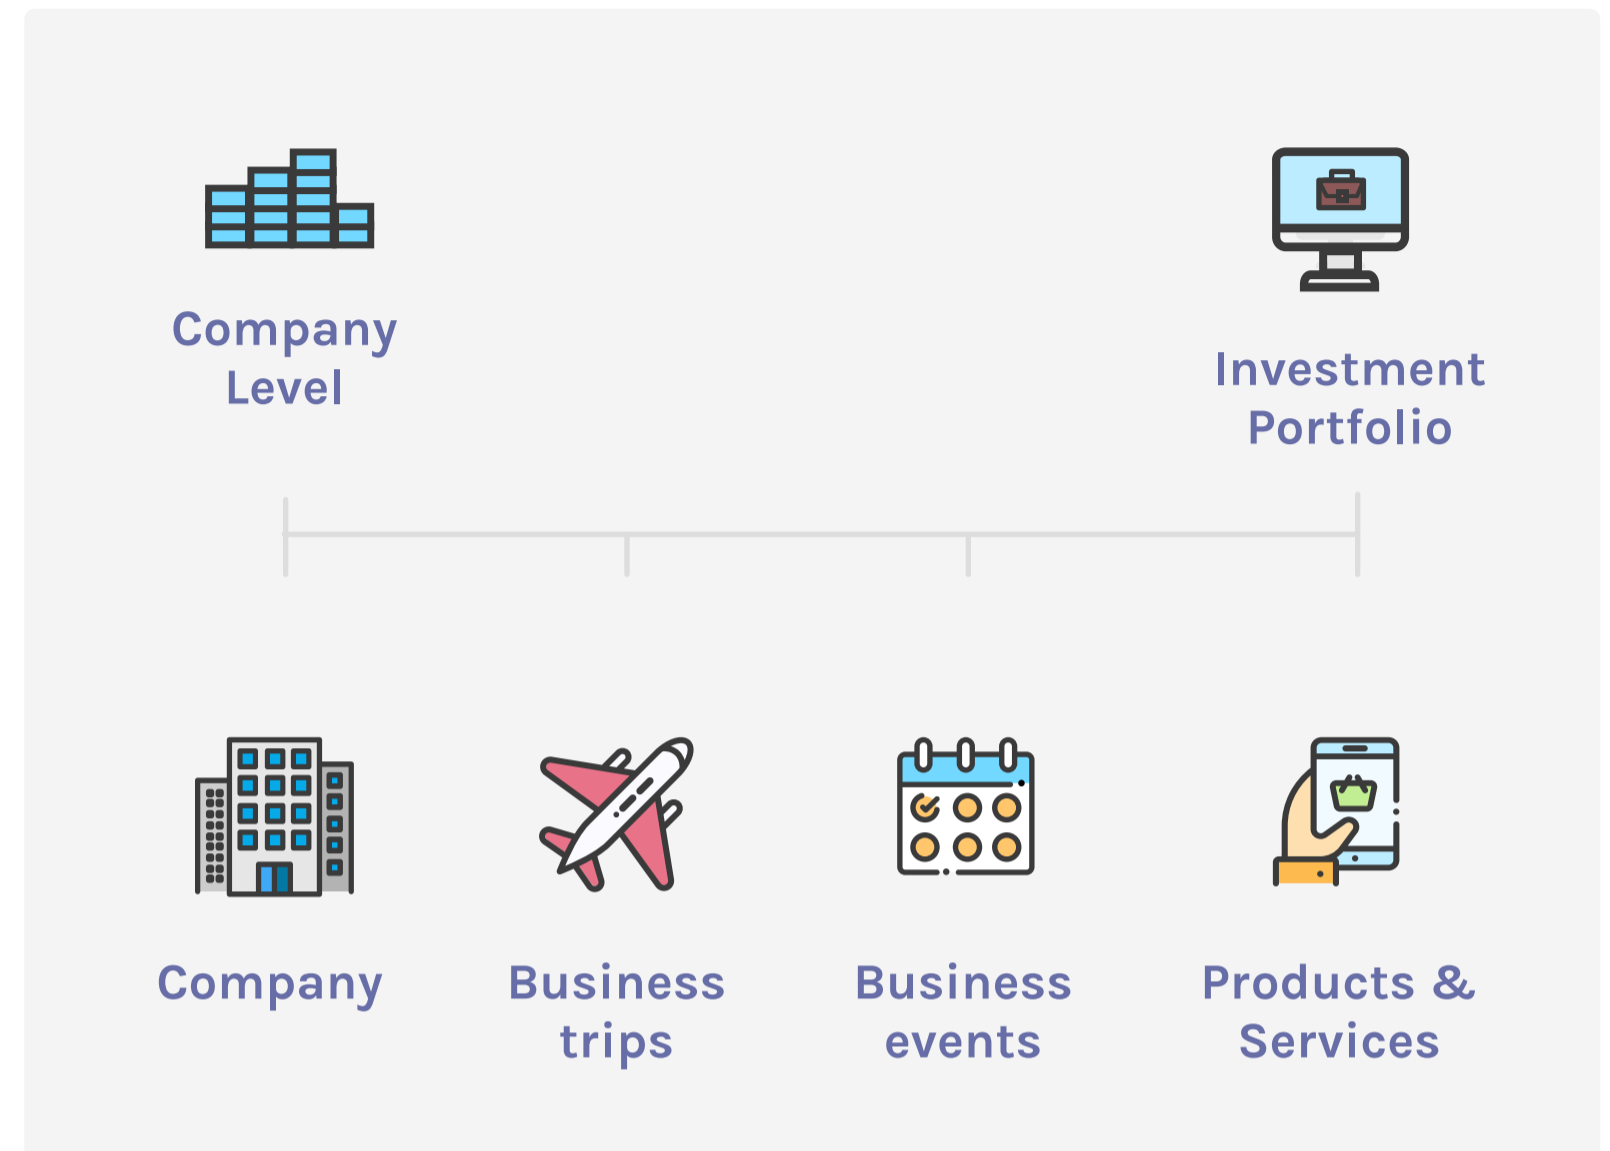 Company
Level
Investment
Portfolio
Company
Business
trips
Business
events
Products &
Services